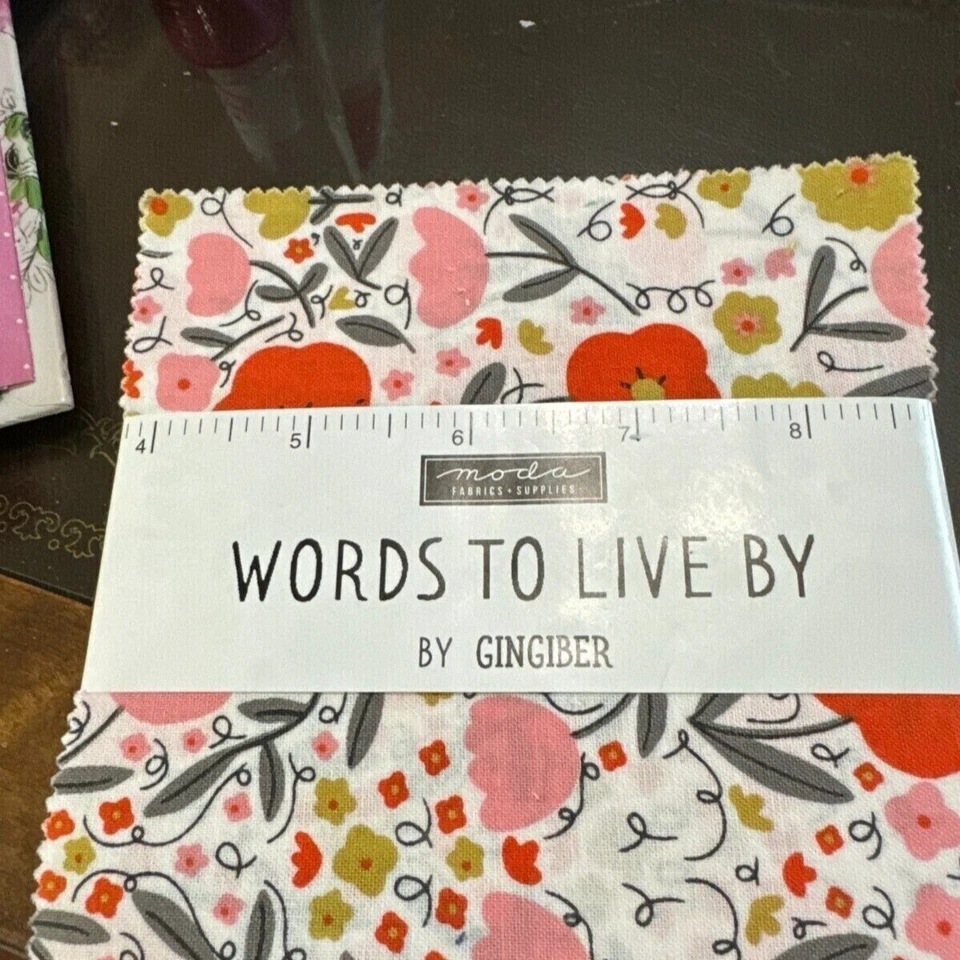 4 5 6 7 8
moda
FABRICS + SUPPLIES
WORDS TO LIVE BY
BY GINGIBER